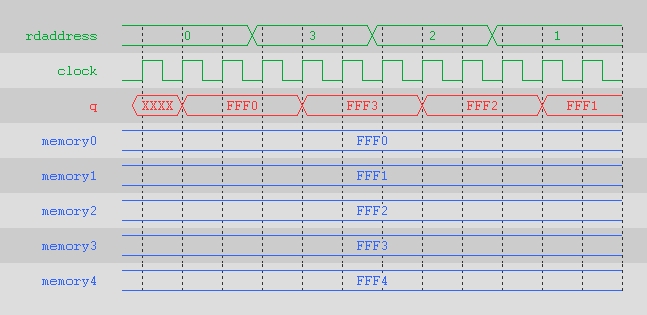 rdaddress 0 3 2 1
clock
q XXXX FFF0 FFF3 FFF2 FFF1
memory0 FFF0
memory1 FFF1
memory2 FFF2
memory3 FFF3
memory4 FFF4